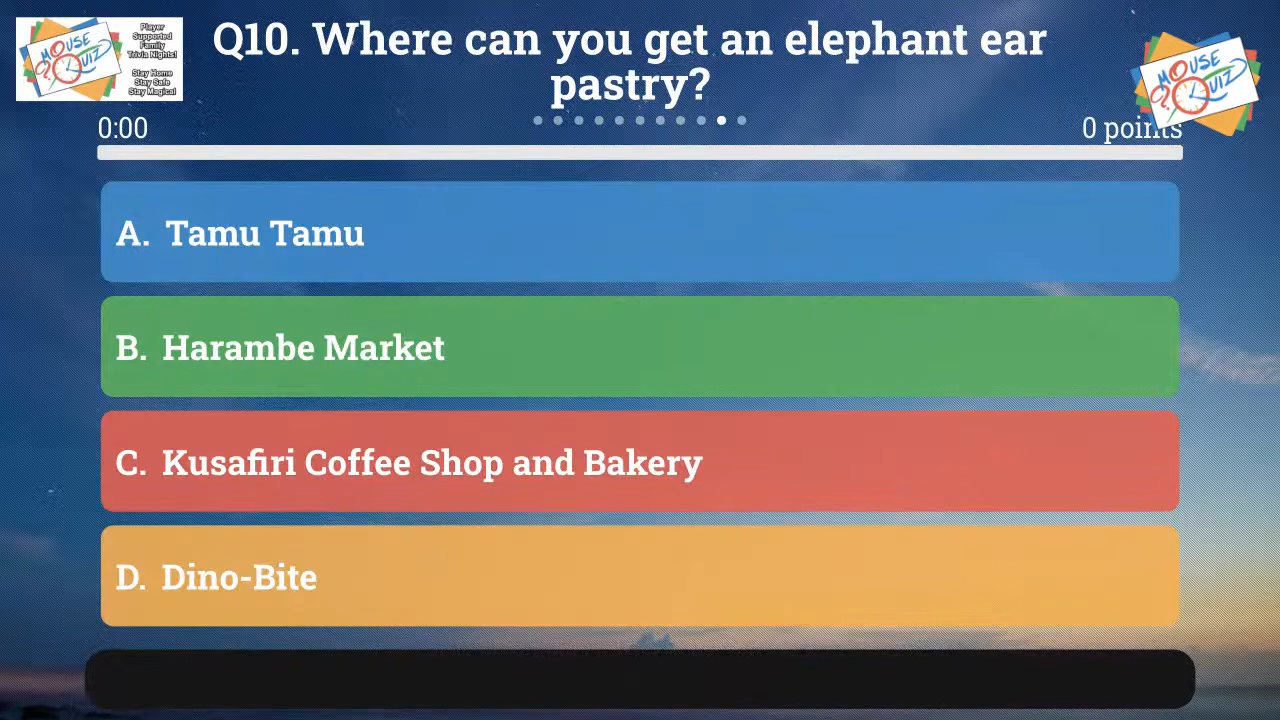 Player
Supported
Family
Trivia Nights!
Stay Home
Stay Safe
Stay Magical
MOUSE
QUIZ
Q10. Where can you get an elephant ear
pastry?
MOUSE
QUIZ
0:00
0 points
A. Tamu Tamu
B. Harambe Market
C. Kusafiri Coffee Shop and Bakery
D. Dino-Bite